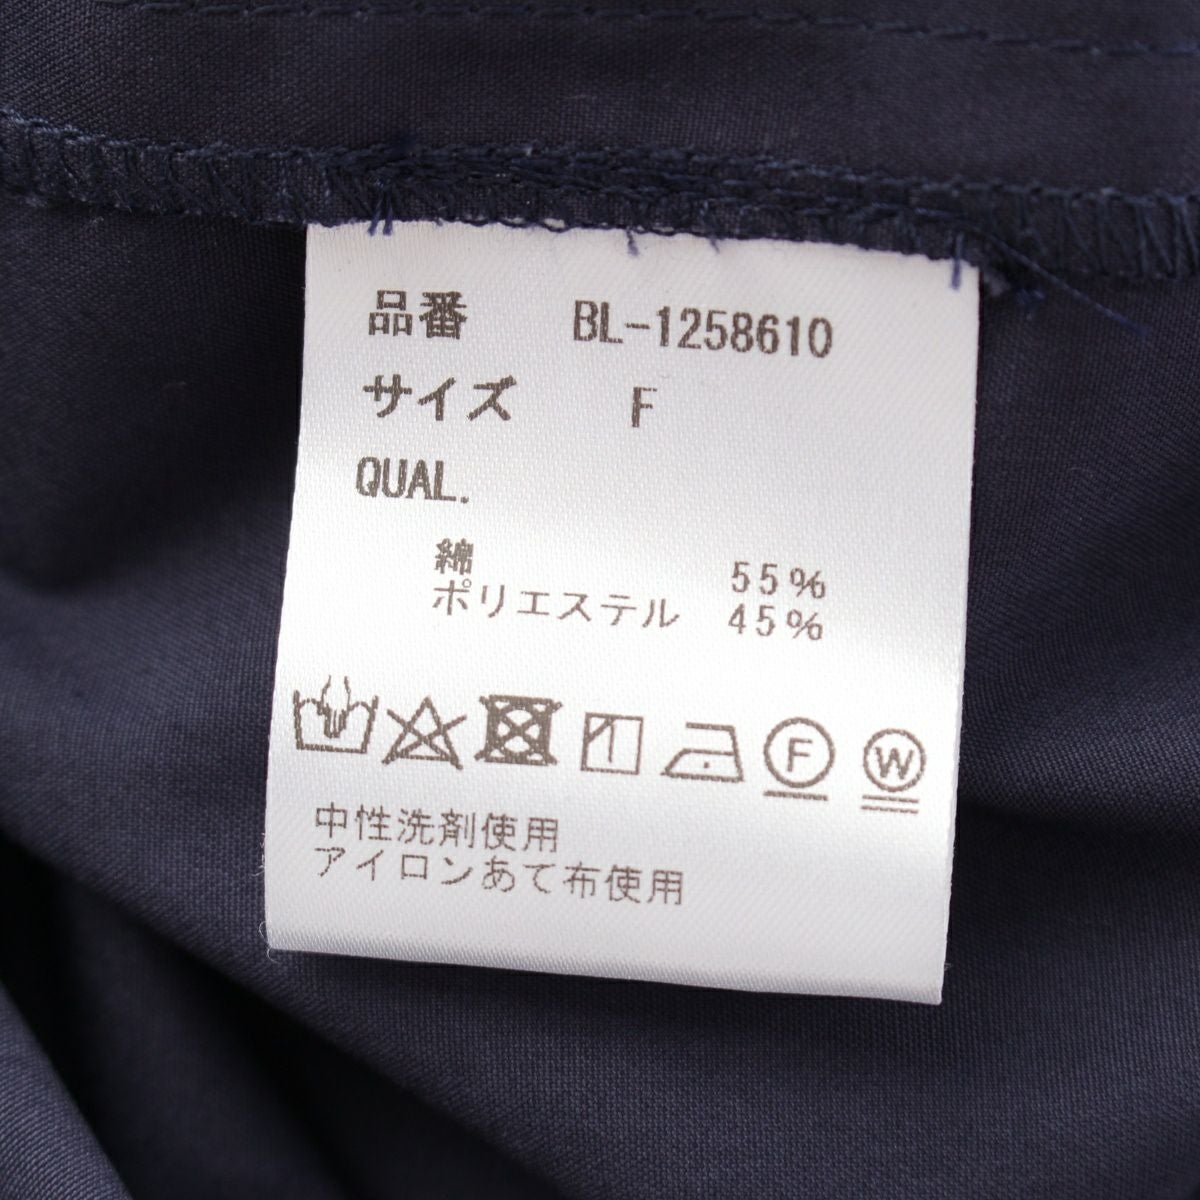 品番 BL-1258610
サイズ F
QUAL.
綿 55%
ポリエステル 45%
F W
中性洗剤使用
アイロンあて布使用